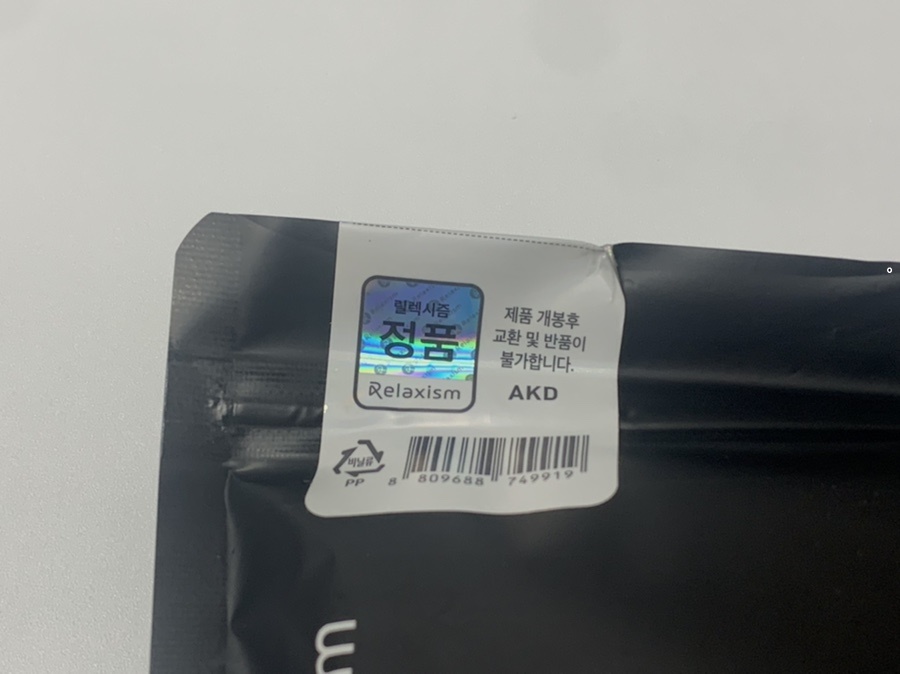 릴렉시즘
정품
Relaxism
제품 개봉후
교환 및 반품이
불가합니다.
AKD
비닐류
PP
8 809688 749919
m